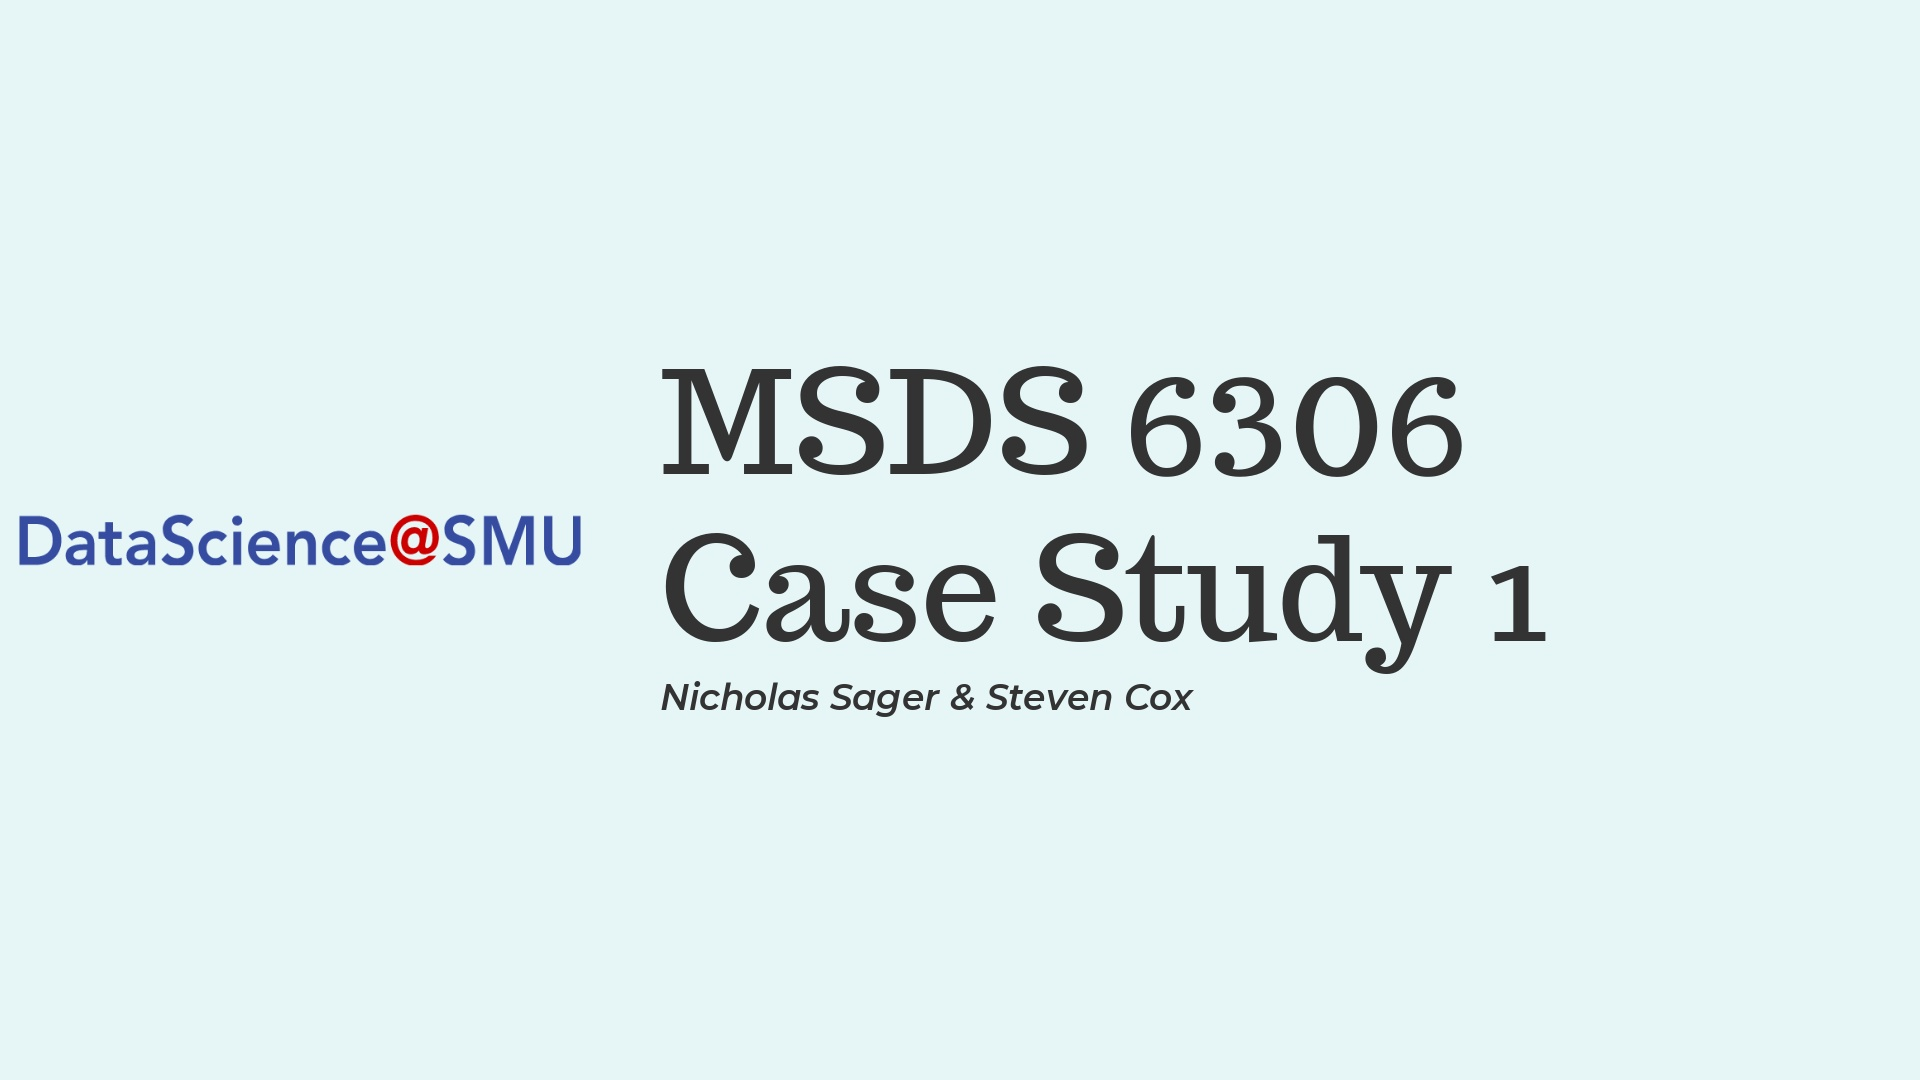 DataScience@SMU
MSDS 6306
Case Study 1
Nicholas Sager & Steven Cox